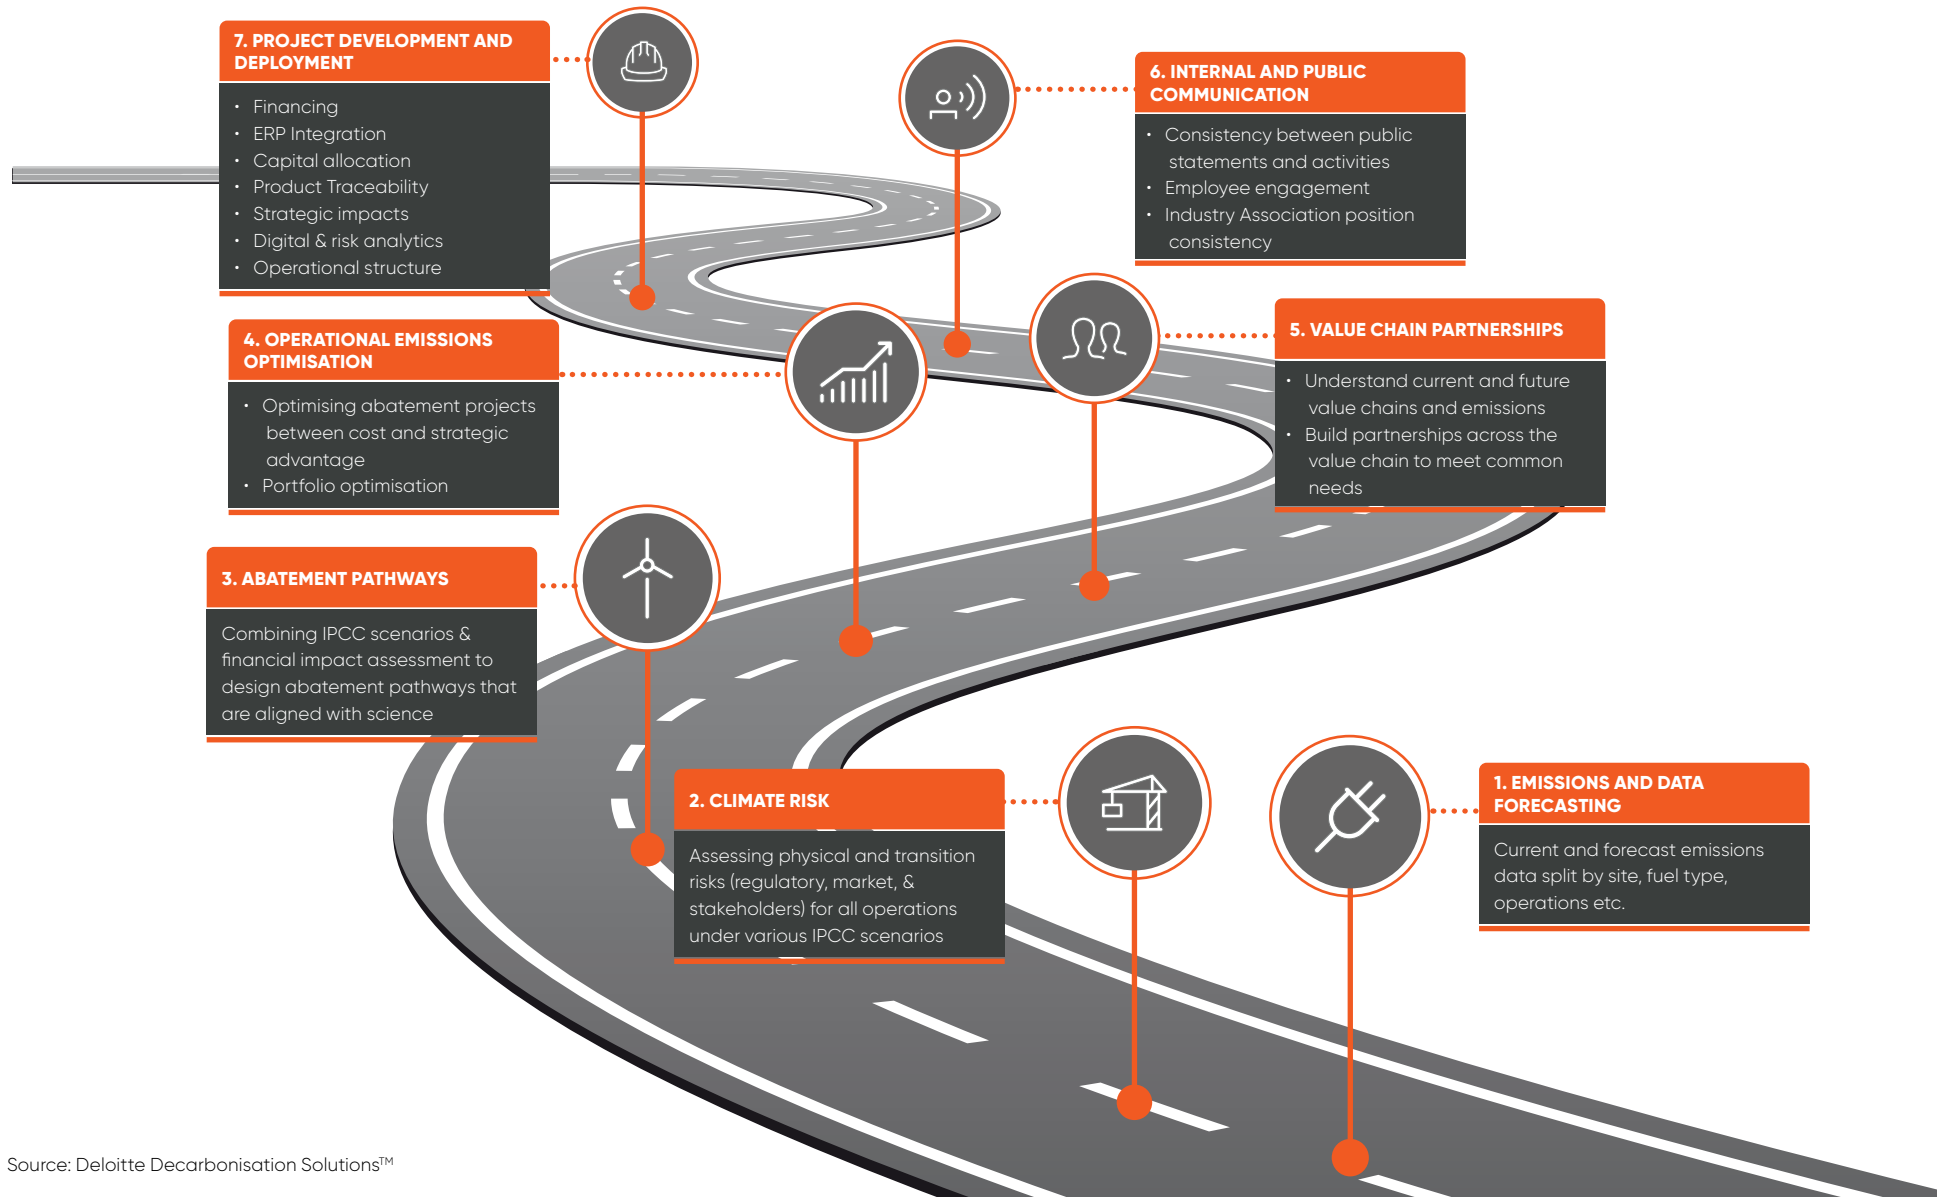 7. PROJECT DEVELOPMENT AND
DEPLOYMENT
• Financing
• ERP Integration
• Capital allocation
• Product Traceability
• Strategic impacts
• Digital & risk analytics
• Operational structure
6. INTERNAL AND PUBLIC
COMMUNICATION
• Consistency between public
statements and activities
• Employee engagement
• Industry Association position
consistency
4. OPERATIONAL EMISSIONS
OPTIMISATION
• Optimising abatement projects
between cost and strategic
advantage
• Portfolio optimisation
5. VALUE CHAIN PARTNERSHIPS
• Understand current and future
value chains and emissions
• Build partnerships across the
value chain to meet common
needs
3. ABATEMENT PATHWAYS
Combining IPCC scenarios &
financial impact assessment to
design abatement pathways that
are aligned with science
2. CLIMATE RISK
Assessing physical and transition
risks (regulatory, market, &
stakeholders) for all operations
under various IPCC scenarios
1. EMISSIONS AND DATA
FORECASTING
Current and forecast emissions
data split by site, fuel type,
operations etc.
Source: Deloitte Decarbonisation Solutions™